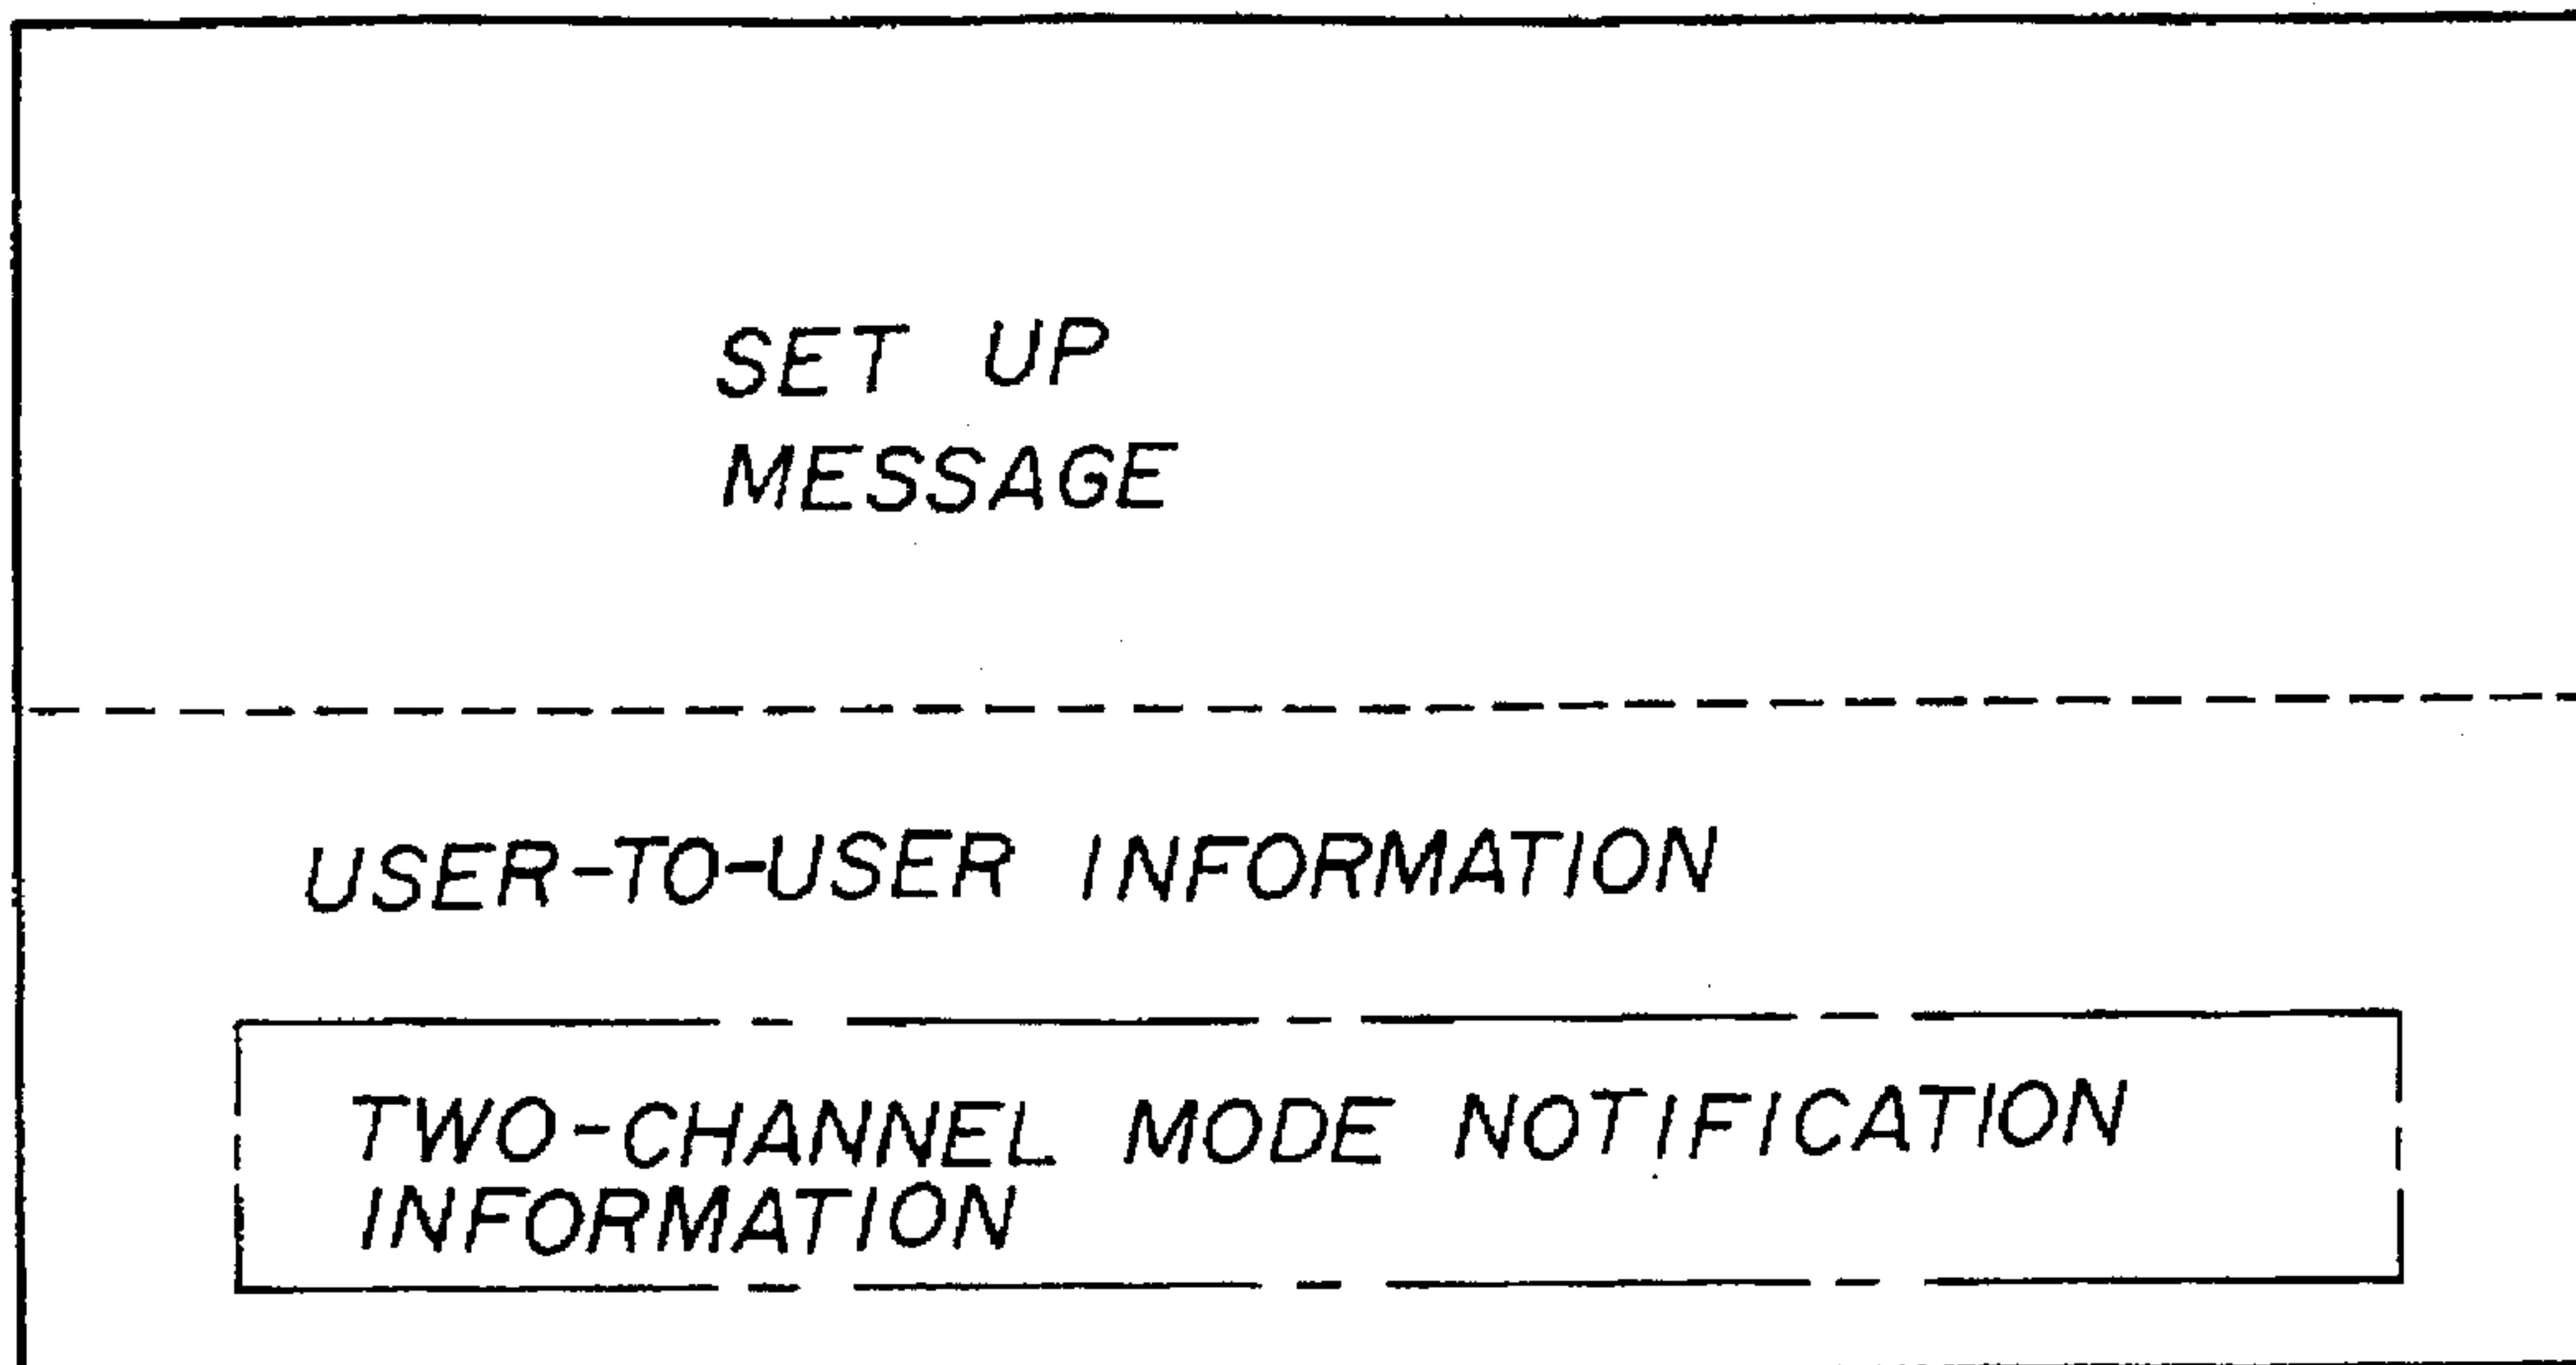 SET UP
MESSAGE
USER-TO-USER INFORMATION
TWO-CHANNEL MODE NOTIFICATION
INFORMATION